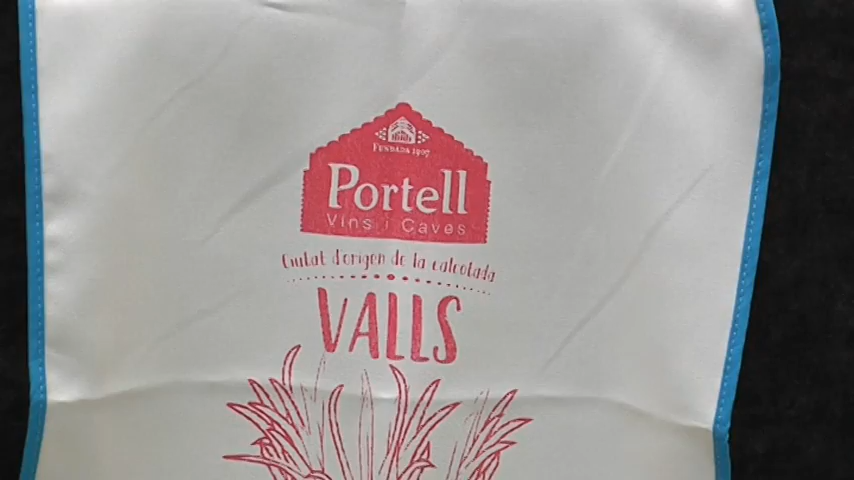 FUNDADA 1907
Portell
Vins i Caves
Ciutat d'origen de la calçotada
VALLS